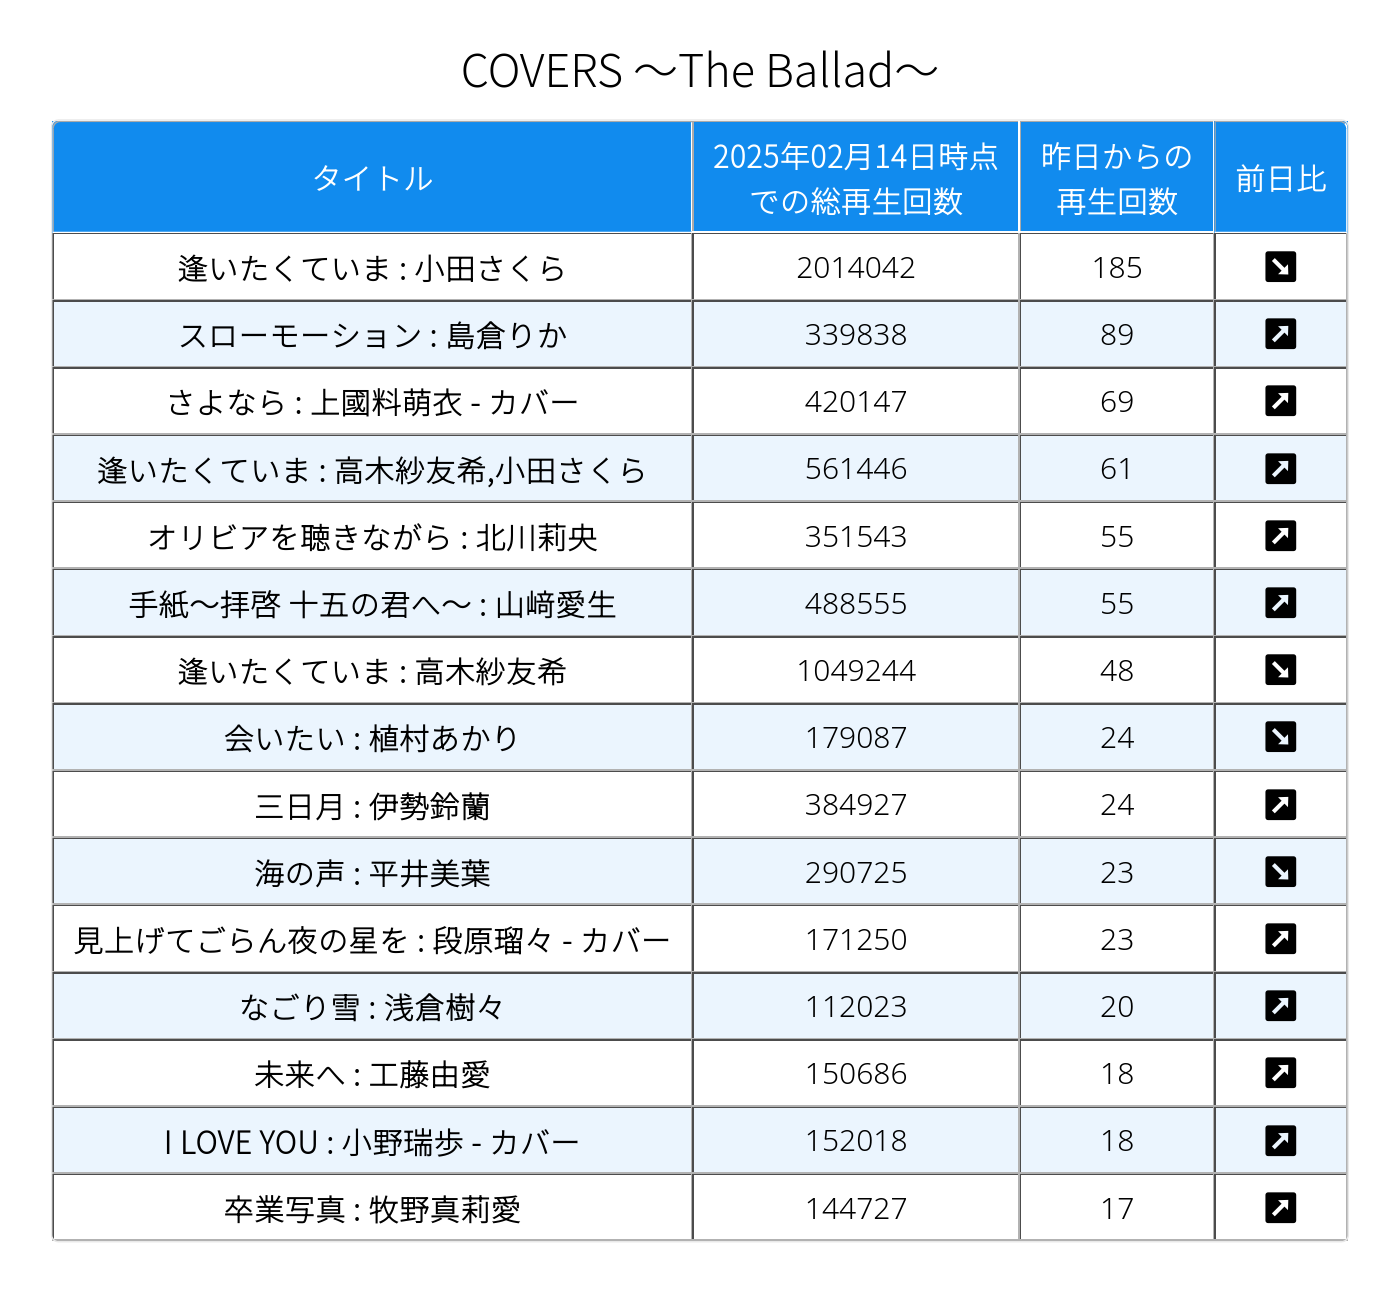 COVERS ～The Ballad～
タイトル 2025年02月14日時点での総再生回数 昨日からの再生回数 前日比
逢いたくていま : 小田さくら 2014042 185 ↘
スローモーション : 島倉りか 339838 89 ↗
さよなら : 上國料萌衣 - カバー 420147 69 ↗
逢いたくていま : 高木紗友希,小田さくら 561446 61 ↗
オリビアを聴きながら : 北川莉央 351543 55 ↗
手紙～拝啓 十五の君へ～ : 山﨑愛生 488555 55 ↗
逢いたくていま : 高木紗友希 1049244 48 ↘
会いたい : 植村あかり 179087 24 ↘
三日月 : 伊勢鈴蘭 384927 24 ↗
海の声 : 平井美葉 290725 23 ↘
見上げてごらん夜の星を : 段原瑠々 - カバー 171250 23 ↗
なごり雪 : 浅倉樹々 112023 20 ↗
未来へ : 工藤由愛 150686 18 ↗
I LOVE YOU : 小野瑞歩 - カバー 152018 18 ↗
卒業写真 : 牧野真莉愛 144727 17 ↗